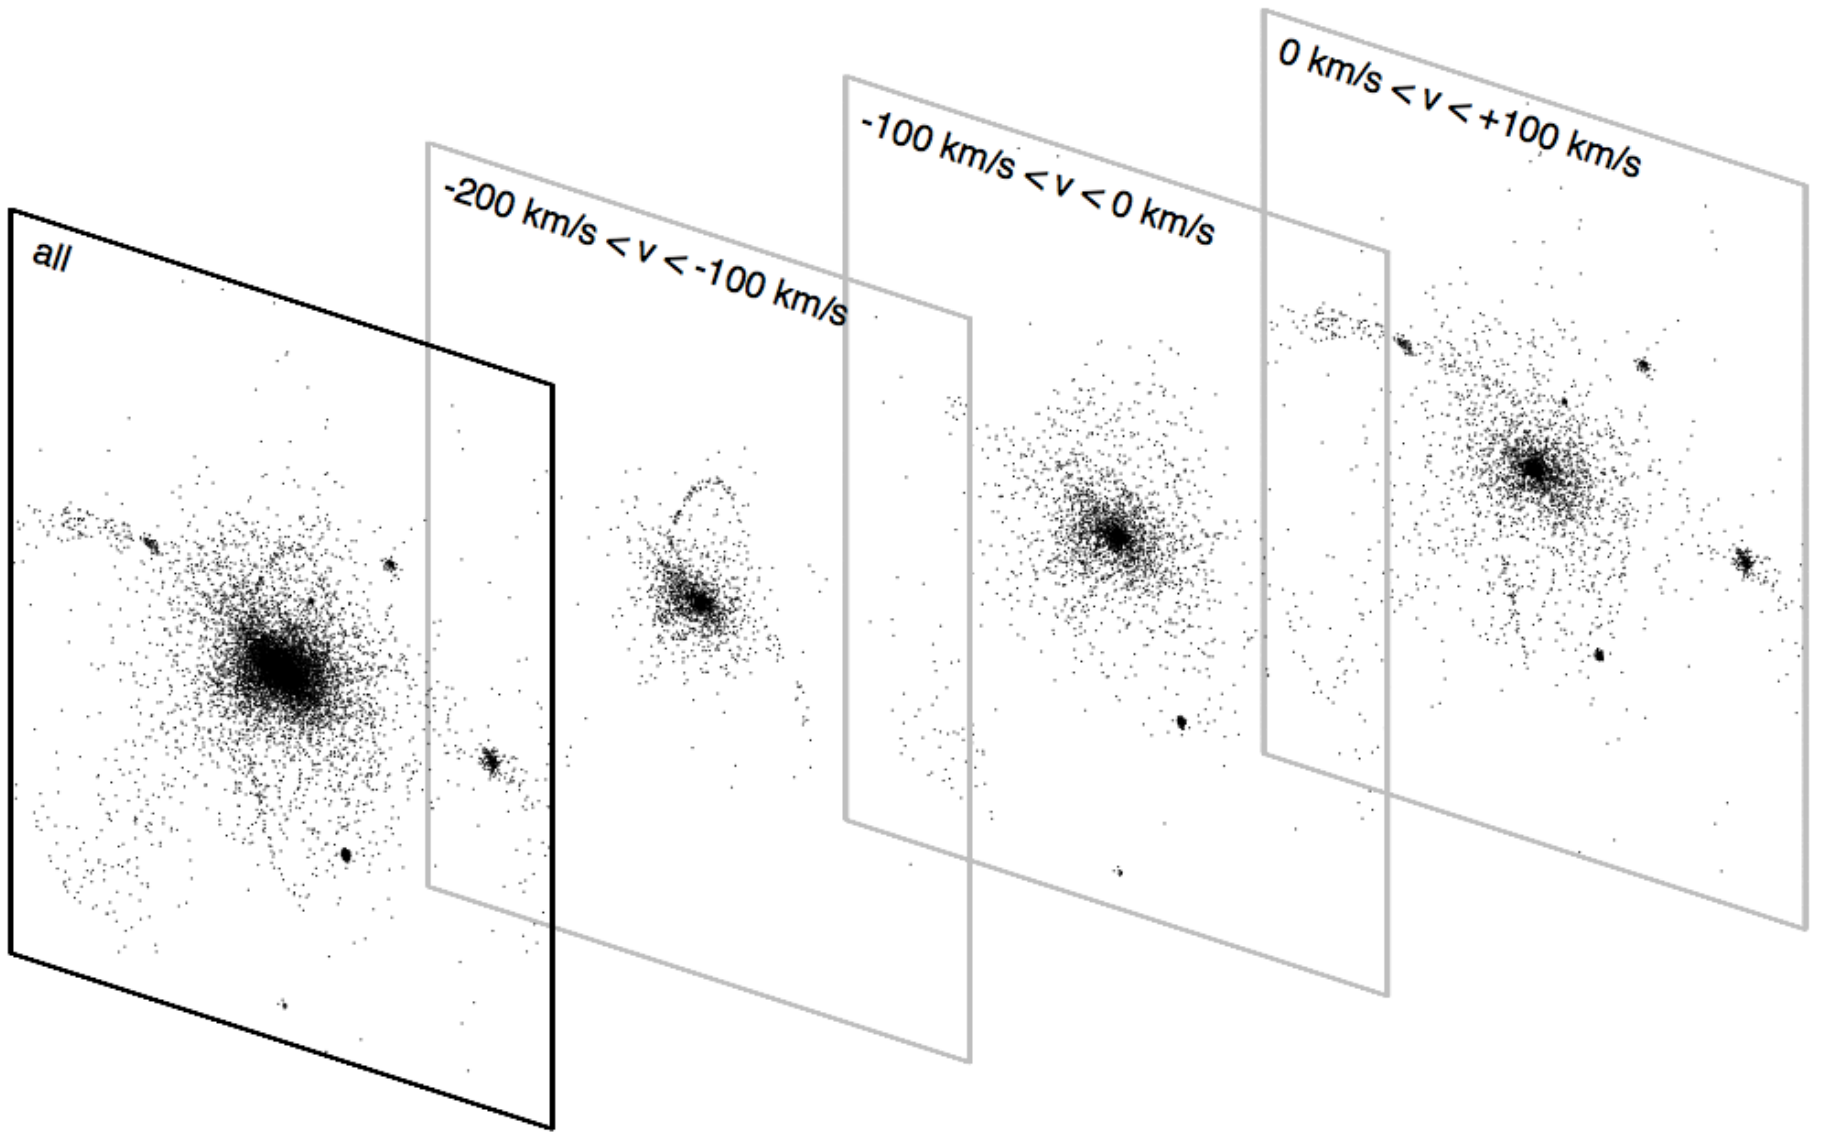 all
-200 km/s < v < -100 km/s
-100 km/s < v < 0 km/s
0 km/s < v < +100 km/s